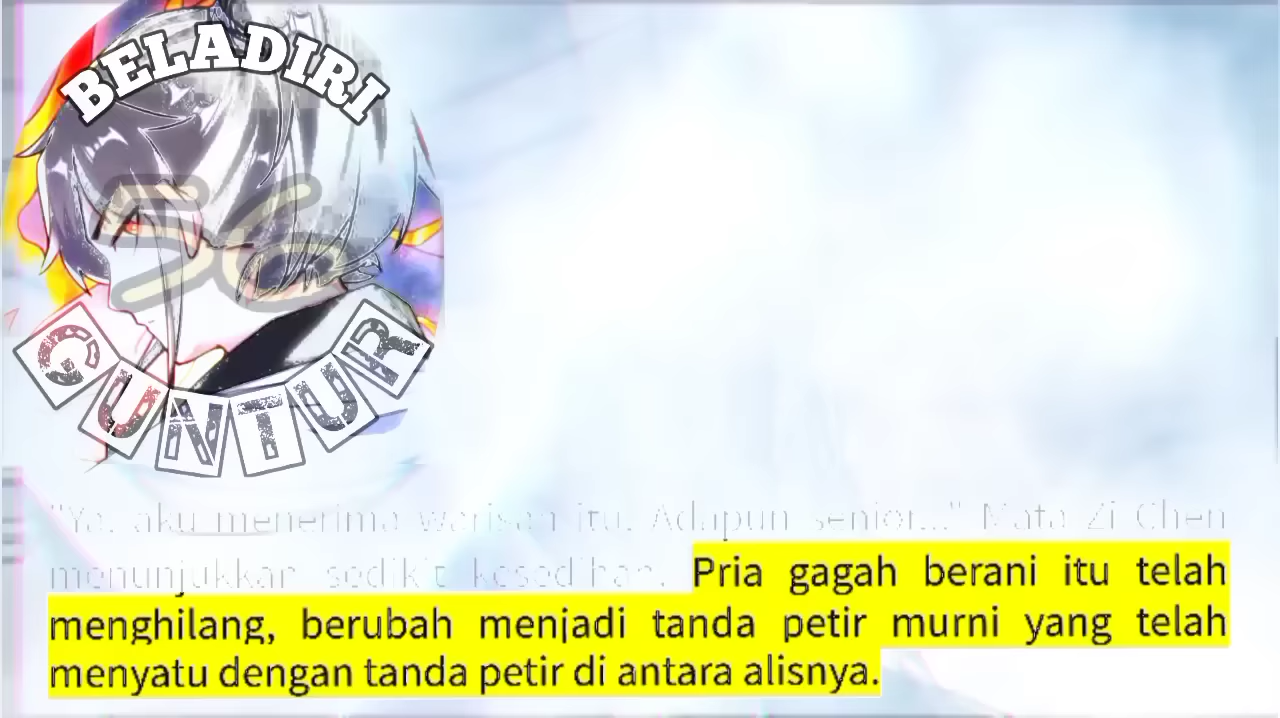 BELADIRI
56
GUNTUR
"Ya, aku menerima warisan itu. Adapun senior..." Mata Zi Chen
menunjukkan sedikit kesedihan. Pria gagah berani itu telah
menghilang, berubah menjadi tanda petir murni yang telah
menyatu dengan tanda petir di antara alisnya.